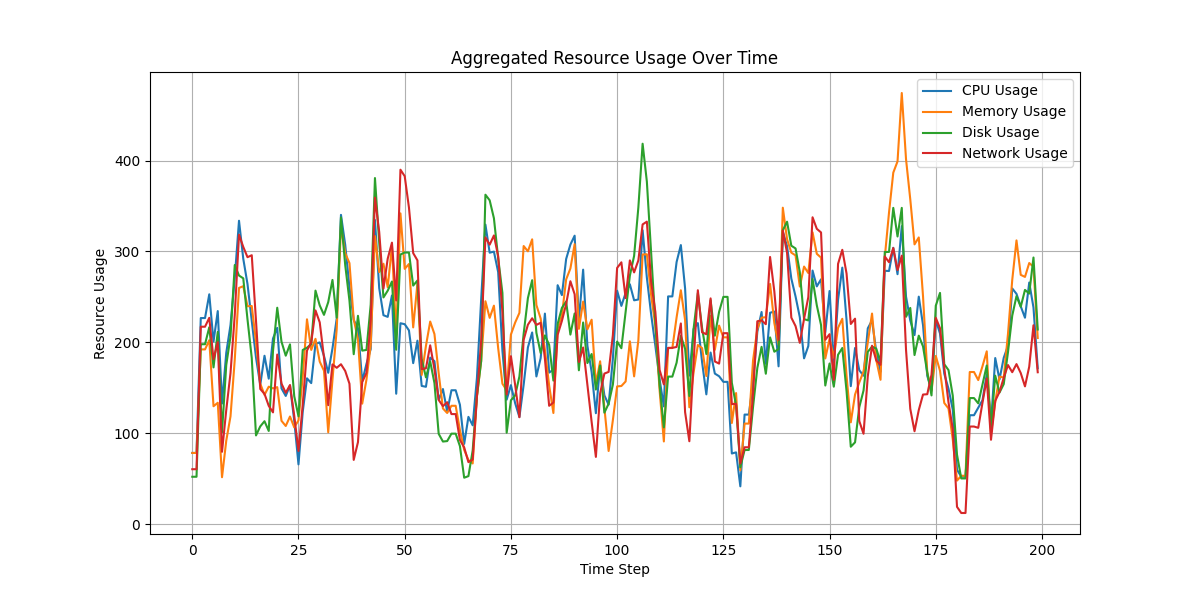 Aggregated Resource Usage Over Time
CPU Usage
Memory Usage
Disk Usage
Network Usage
Resource Usage
400
300
200
100
0
0 25 50 75 100 125 150 175 200
Time Step